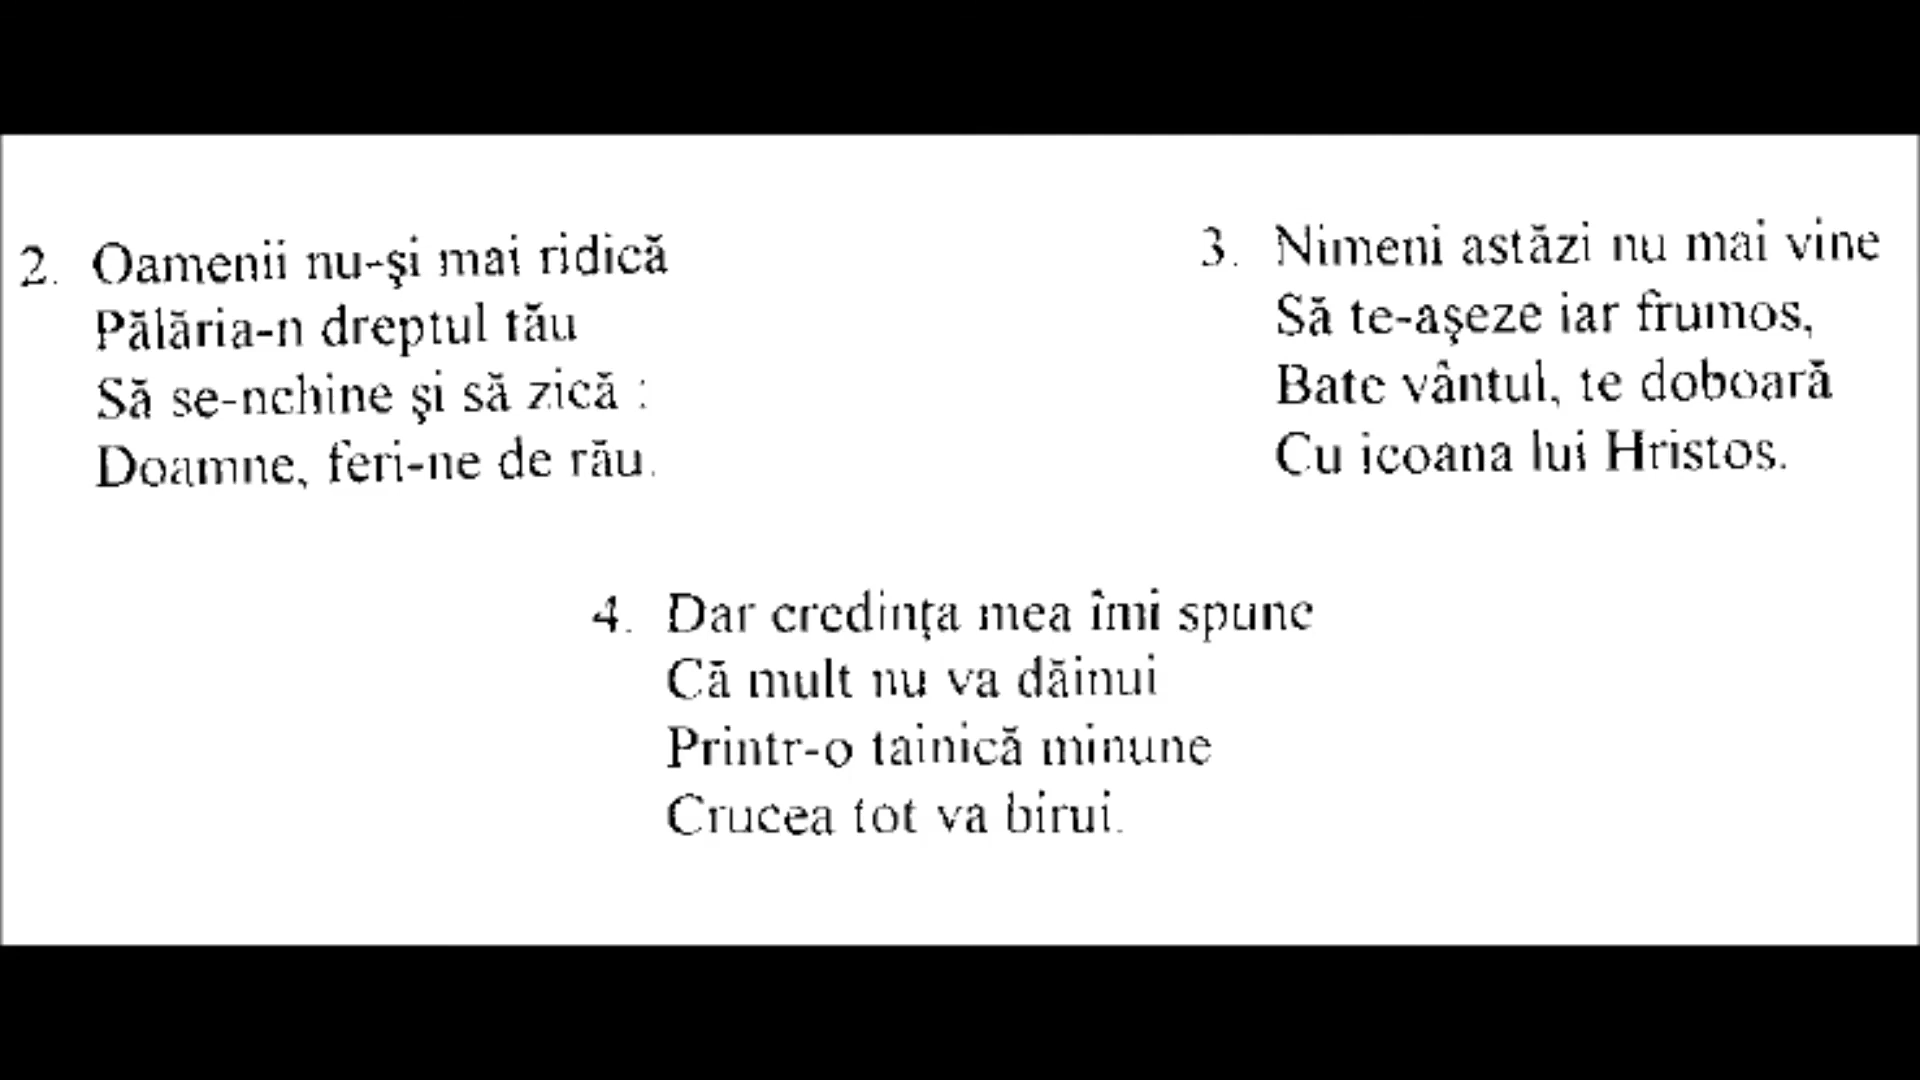 2. Oamenii nu-şi mai ridică
Pălăria-n dreptul tău
Să se-nchine şi să zică :
Doamne, feri-ne de rău.
3. Nimeni astăzi nu mai vine
Să te-aşeze iar frumos,
Bate vântul, te doboară
Cu icoana lui Hristos.
4. Dar credinţa mea îmi spune
Că mult nu va dăinui
Printr-o tainică minune
Crucea tot va birui.